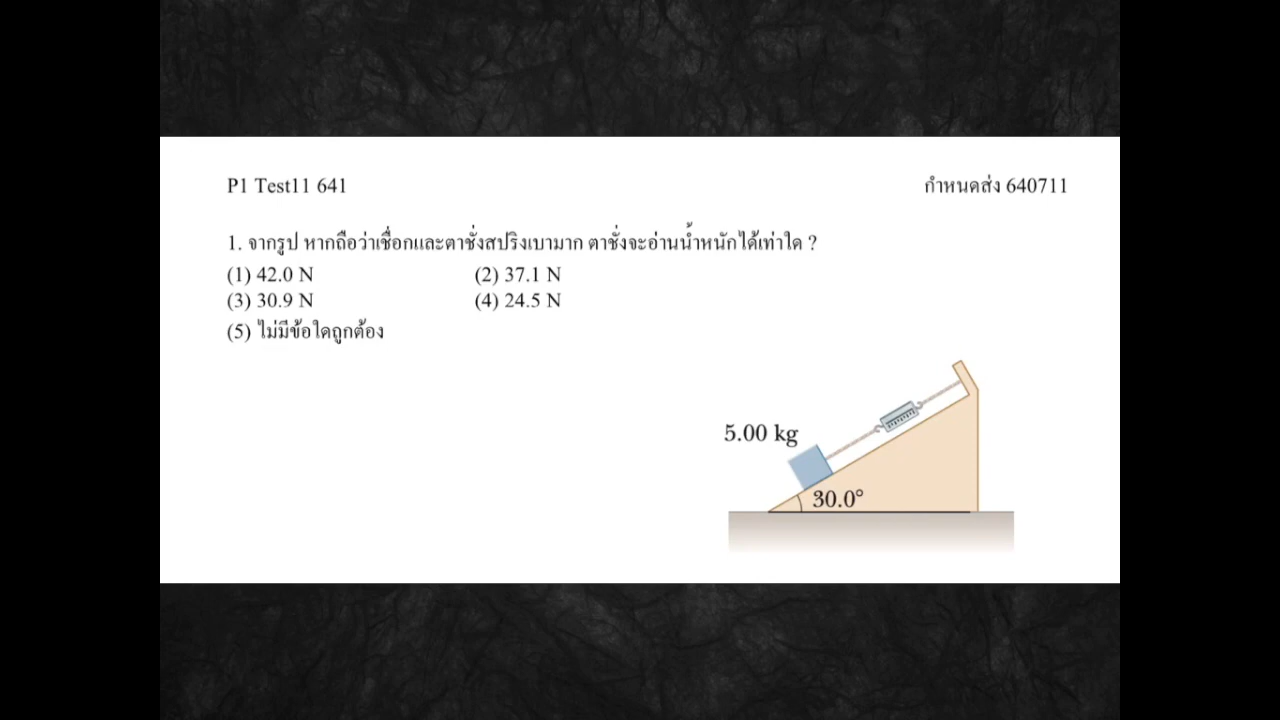 P1 Test11 641
กำหนดส่ง 640711
1. จากรูป หากถือว่าเชื่อกและตาชั่งสปริงเบามาก ตาชั่งจะอ่านน้ำหนักได้เท่าใด ?
(1) 42.0 N
(2) 37.1 N
(3) 30.9 N
(4) 24.5 N
(5) ไม่มีข้อใดถูกต้อง
5.00 kg
30.0°